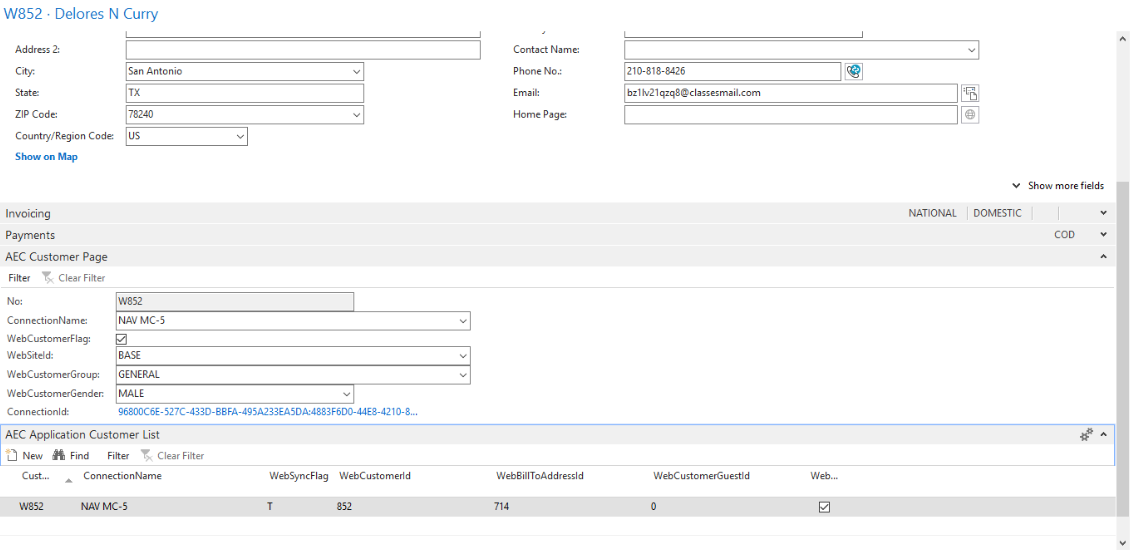 W852 · Delores N Curry
Address 2:
Contact Name:
City: San Antonio
Phone No.: 210-818-8426
State: TX
Email: bz1lv21qzq8@classesmail.com
ZIP Code: 78240
Home Page:
Country/Region Code: US
Show on Map
Show more fields
Invoicing NATIONAL DOMESTIC
Payments COD
AEC Customer Page
Filter Clear Filter
No: W852
ConnectionName: NAV MC-5
WebCustomerFlag:
WebSiteId: BASE
WebCustomerGroup: GENERAL
WebCustomerGender: MALE
ConnectionId: 96800C6E-527C-433D-BBFA-495A233EA5DA:4883F6D0-44E8-4210-8...
AEC Application Customer List
New Find Filter Clear Filter
Cust... ConnectionName WebSyncFlag WebCustomerId WebBillToAddressId WebCustomerGuestId Web...
W852 NAV MC-5 T 852 714 0